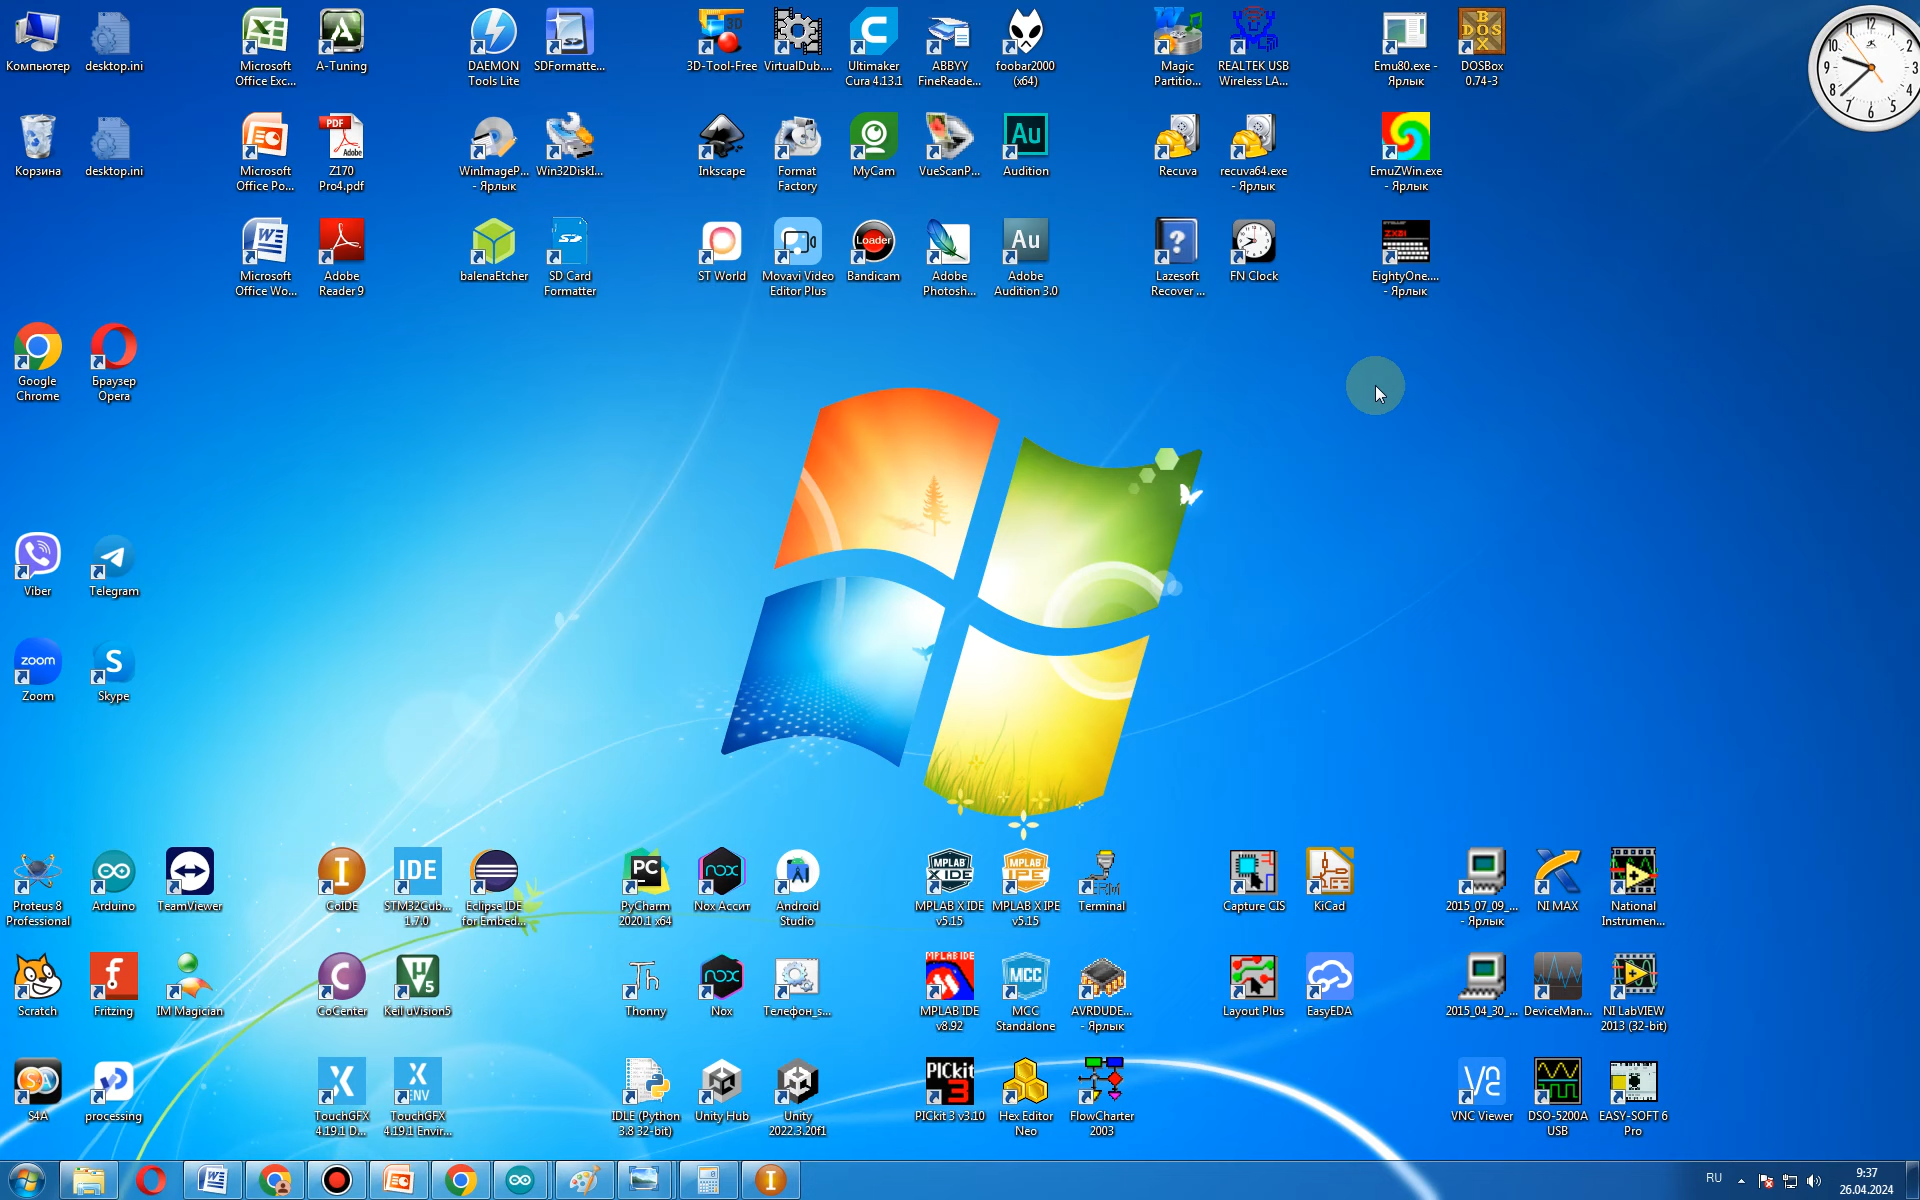 Компьютер
desktop.ini
Microsoft
Office Exc...
A-Tuning
DAEMON
Tools Lite
SDFormatte...
3D-Tool-Free
VirtualDub....
Ultimaker
Cura 4.13.1
ABBYY
FineReade...
foobar2000
(x64)
Magic
Partitio...
REALTEK USB
Wireless LA...
Emu80.exe -
Ярлык
DOSBox
0.74-3
Корзина
desktop.ini
Microsoft
Office Po...
Z170
Pro4.pdf
WinImageP...
- Ярлык
Win32DiskI...
Inkscape
Format
Factory
MyCam
VueScanP...
Audition
Recuva
recuva64.exe
- Ярлык
EmuZWin.exe
- Ярлык
Microsoft
Office Wo...
Adobe
Reader 9
balenaEtcher
SD Card
Formatter
ST World
Movavi Video
Editor Plus
Bandicam
Adobe
Photosh...
Adobe
Audition 3.0
Lazesoft
Recover ...
FN Clock
EightyOne....
- Ярлык
Google
Chrome
Браузер
Opera
Viber
Telegram
Zoom
Skype
Proteus 8
Professional
Arduino
TeamViewer
CoIDE
STM32Cub...
1.7.0
Eclipse IDE
for Embed...
PyCharm
2020.1 x64
Nox Ассит
Android
Studio
MPLAB X IDE
v5.15
MPLAB X IPE
v5.15
Terminal
Capture CIS
KiCad
2015_07_09_...
- Ярлык
NI MAX
National
Instrumen...
Scratch
Fritzing
IM Magician
CoCenter
Keil uVision5
Thonny
Nox
Телефон_s...
MPLAB IDE
v8.92
MCC
Standalone
AVRDUDE...
- Ярлык
Layout Plus
EasyEDA
2015_04_30_...
DeviceMan...
NI LabVIEW
2013 (32-bit)
S4A
processing
TouchGFX
4.19.1 D...
TouchGFX
4.19.1 Envir...
IDLE (Python
3.8 32-bit)
Unity Hub
Unity
2022.3.20f1
PICkit 3 v3.10
Hex Editor
Neo
FlowCharter
2003
VNC Viewer
DSO-5200A
USB
EASY-SOFT 6
Pro
RU
9:37
26.04.2024